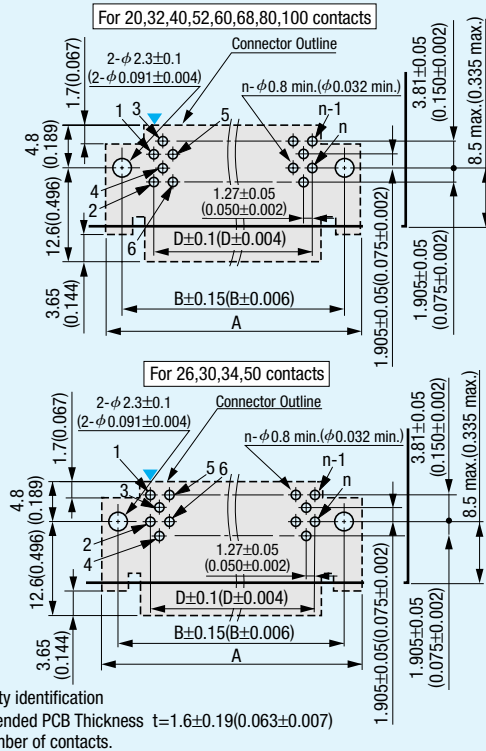 For 20,32,40,52,60,68,80,100 contacts
2-ϕ2.3±0.1
(2-ϕ0.091±0.004)
Connector Outline
1.7(0.067)
4.8
(0.189)
12.6(0.496)
3.65
(0.144)
1
3
5
4
2
6
n-ϕ0.8 min.(ϕ0.032 min.)
n-1
n
1.27±0.05
(0.050±0.002)
D±0.1(D±0.004)
B±0.15(B±0.006)
A
3.81±0.05
(0.150±0.002)
8.5 max.(0.335 max.)
1.905±0.05(0.075±0.002)
1.905±0.05
(0.075±0.002)
For 26,30,34,50 contacts
2-ϕ2.3±0.1
(2-ϕ0.091±0.004)
Connector Outline
1.7(0.067)
4.8
(0.189)
12.6(0.496)
3.65
(0.144)
1
3
5 6
2
4
n-ϕ0.8 min.(ϕ0.032 min.)
n-1
n
1.27±0.05
(0.050±0.002)
D±0.1(D±0.004)
B±0.15(B±0.006)
A
3.81±0.05
(0.150±0.002)
8.5 max.(0.335 max.)
1.905±0.05(0.075±0.002)
1.905±0.05
(0.075±0.002)
ty identification
ended PCB Thickness t=1.6±0.19(0.063±0.007)
mber of contacts.